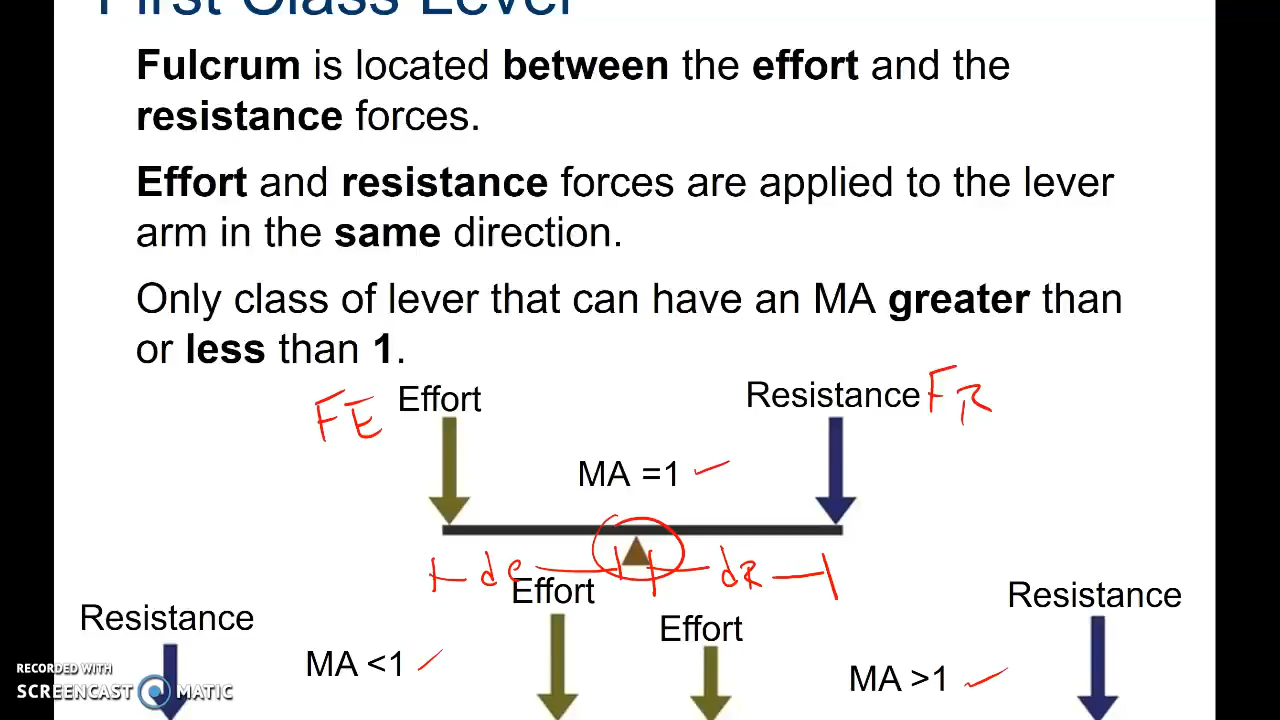 First Class Lever
Fulcrum is located between the effort and the
resistance forces.
Effort and resistance forces are applied to the lever
arm in the same direction.
Only class of lever that can have an MA greater than
or less than 1.
FE Effort
Resistance FR
MA =1
de
dR
Effort
Resistance
Resistance
Effort
MA <1
MA >1
RECORDED WITH
SCREENCAST MATIC